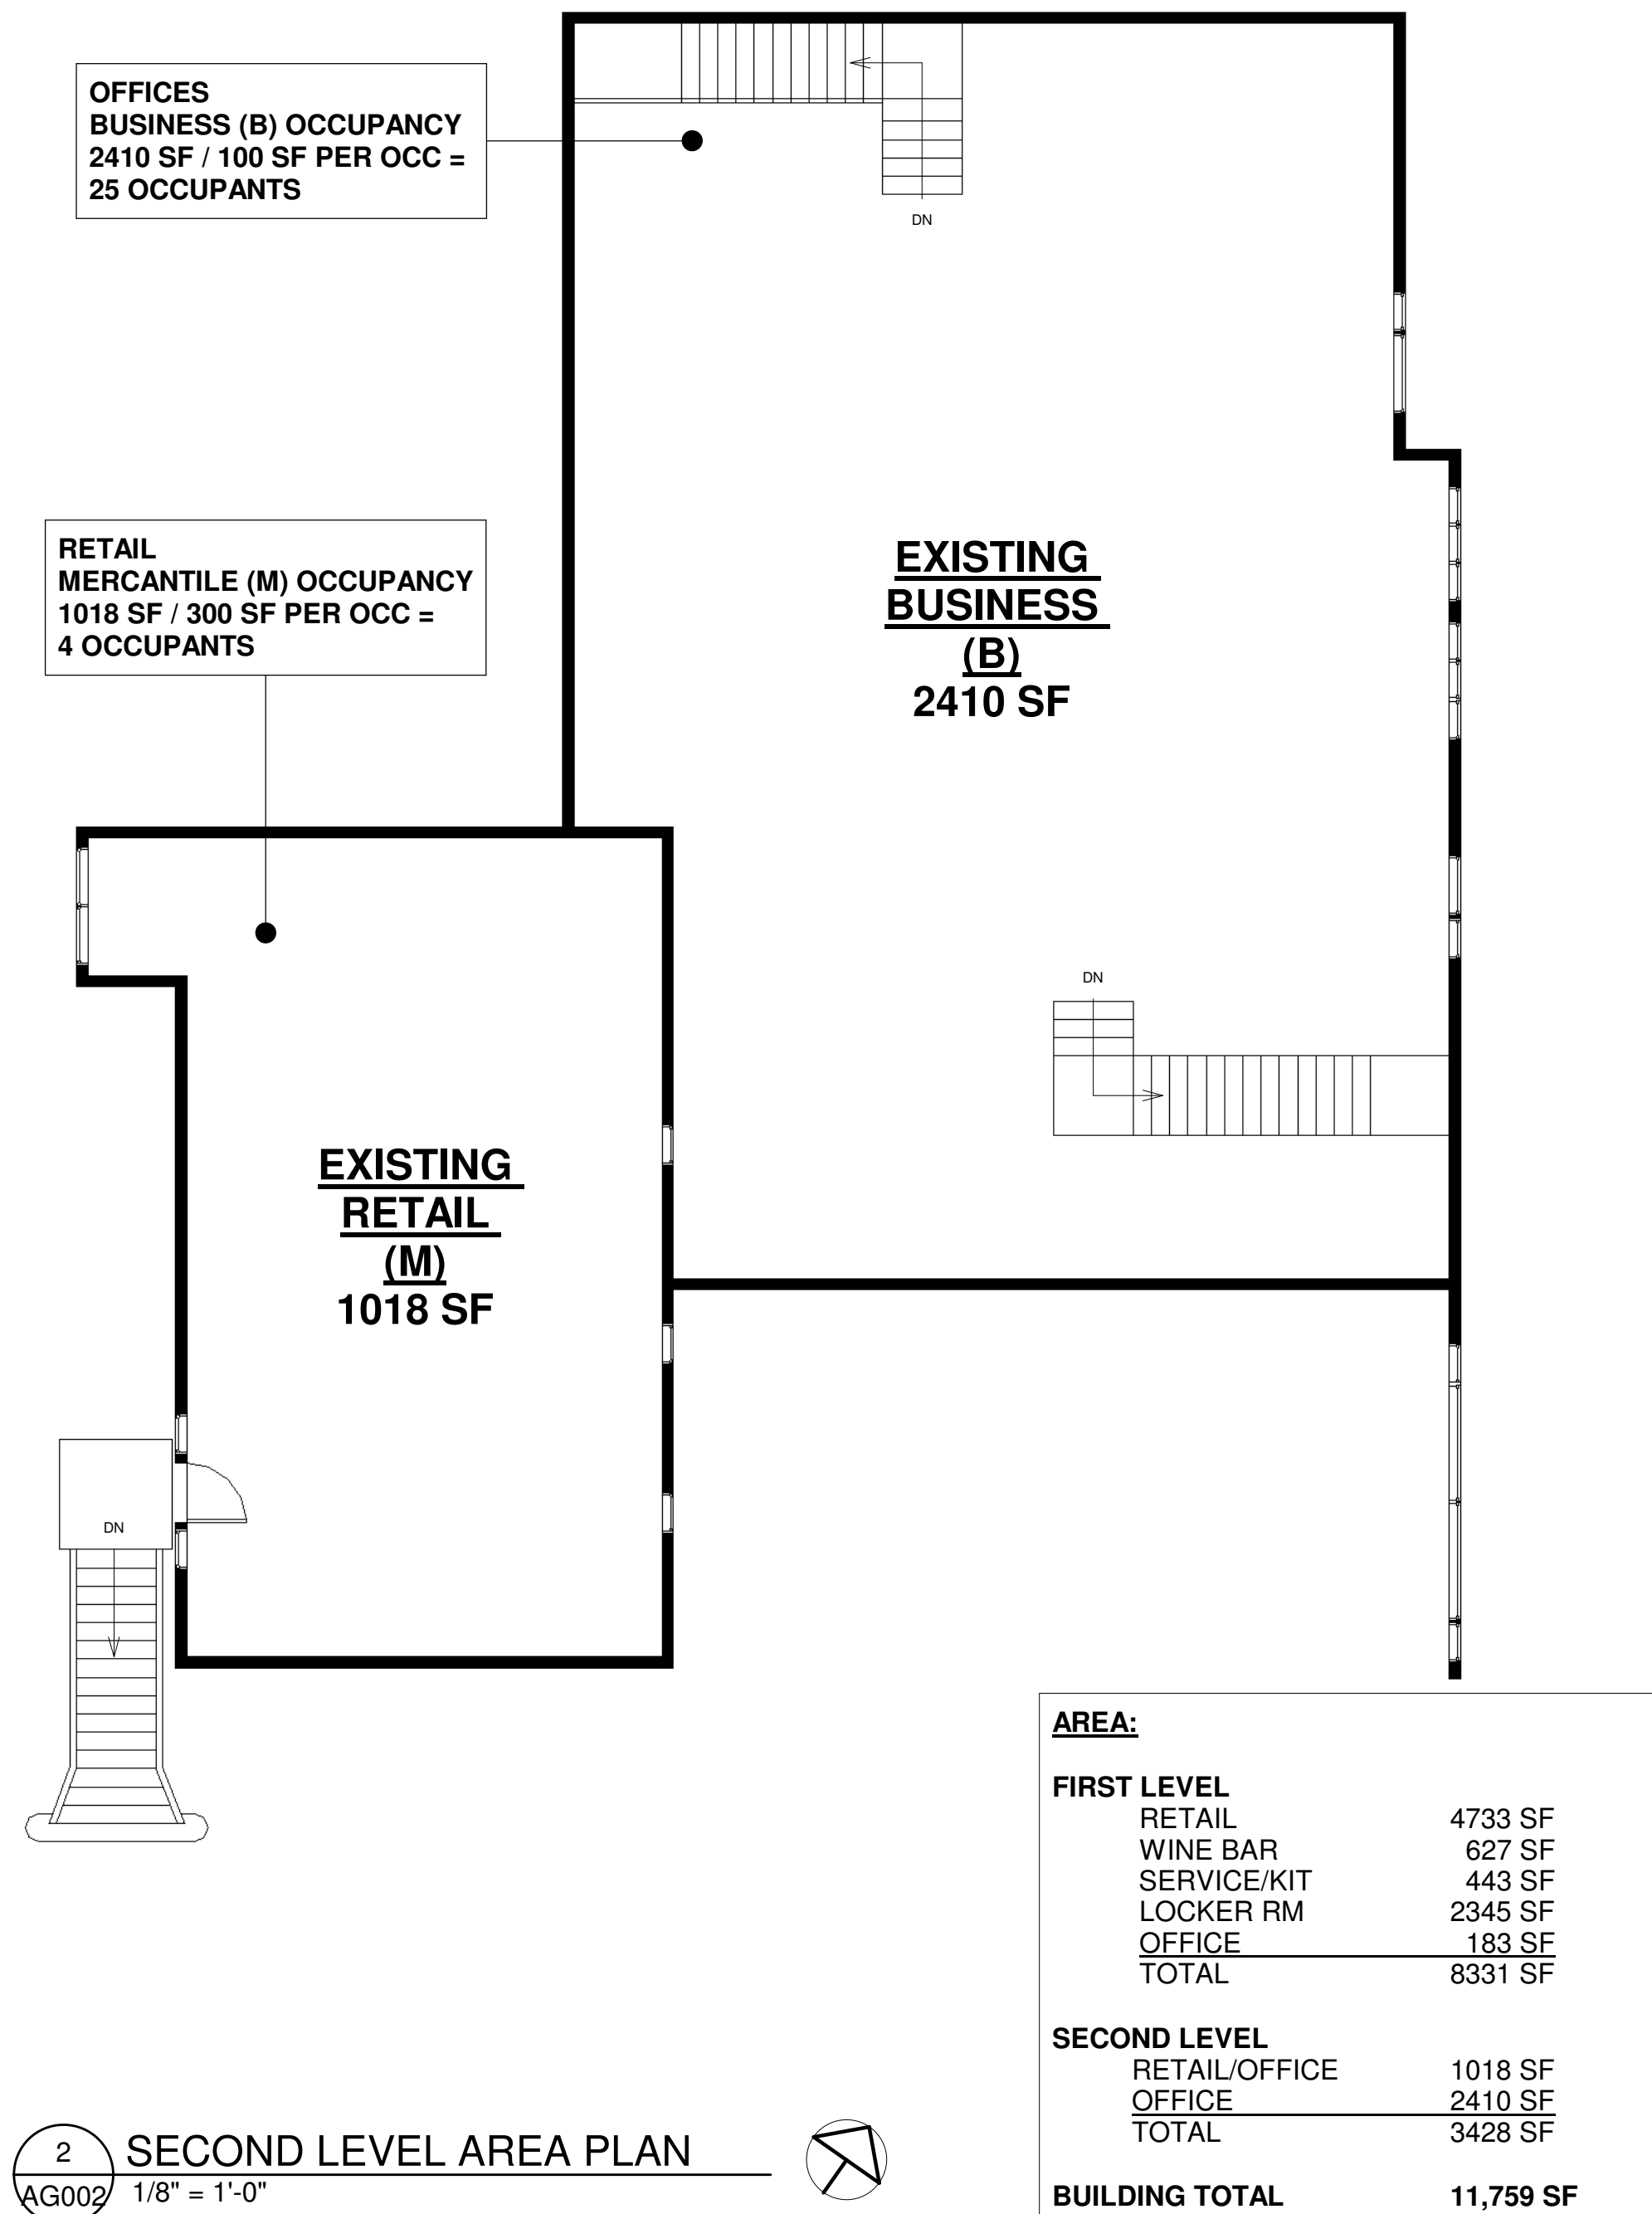 OFFICES
BUSINESS (B) OCCUPANCY
2410 SF / 100 SF PER OCC =
25 OCCUPANTS
DN
RETAIL
MERCANTILE (M) OCCUPANCY
1018 SF / 300 SF PER OCC =
4 OCCUPANTS
EXISTING
BUSINESS
(B)
2410 SF
DN
EXISTING
RETAIL
(M)
1018 SF
DN
AREA:
FIRST LEVEL
RETAIL 4733 SF
WINE BAR 627 SF
SERVICE/KIT 443 SF
LOCKER RM 2345 SF
OFFICE 183 SF
TOTAL 8331 SF
SECOND LEVEL
RETAIL/OFFICE 1018 SF
OFFICE 2410 SF
TOTAL 3428 SF
BUILDING TOTAL 11,759 SF
2
AG002
SECOND LEVEL AREA PLAN
1/8" = 1'-0"